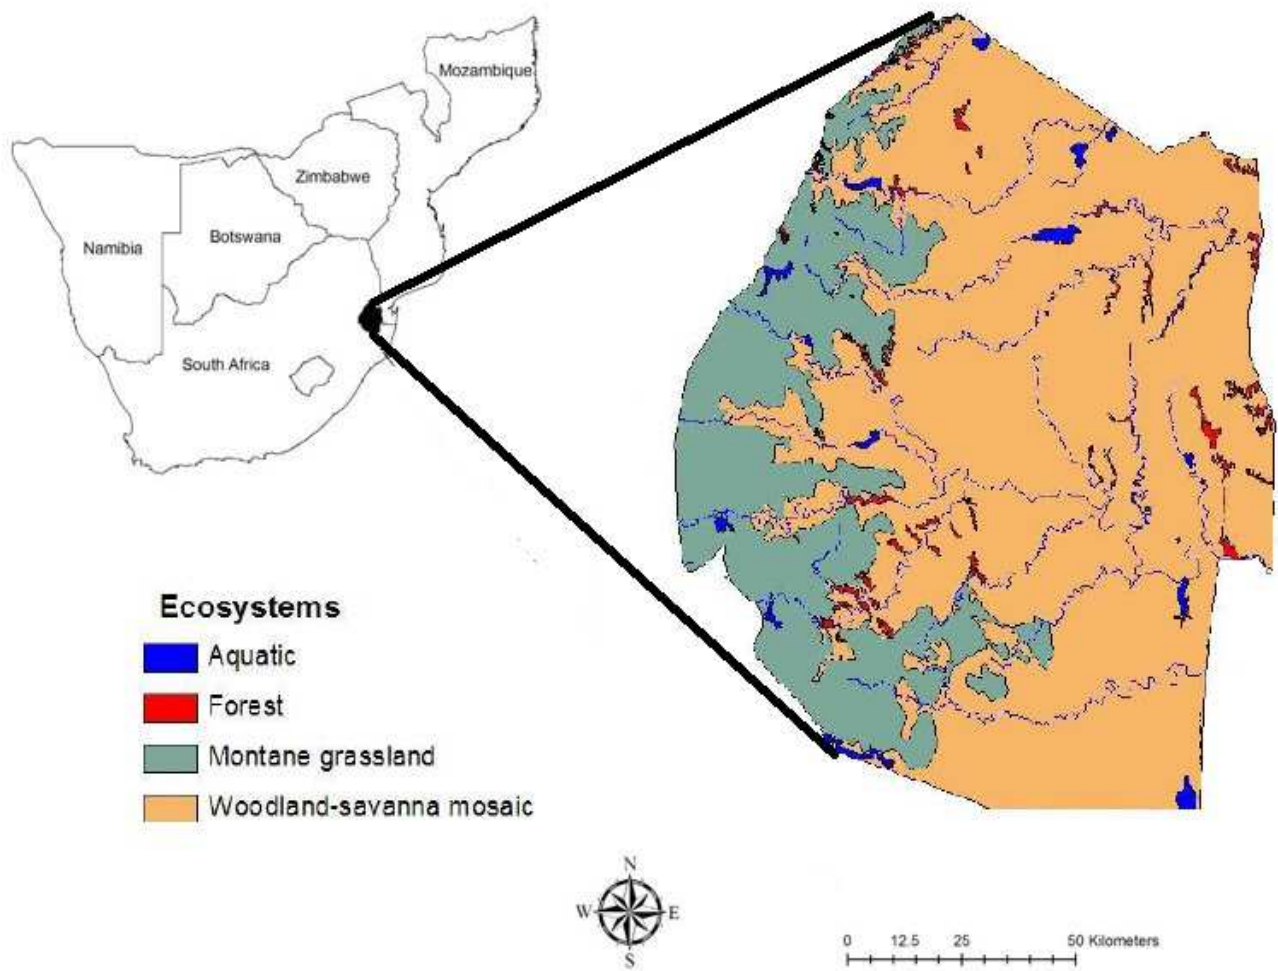 Mozambique
Zimbabwe
Namibia
Botswana
South Africa
Ecosystems
Aquatic
Forest
Montane grassland
Woodland-savanna mosaic
N
W E
S
0 12.5 25 50 Kilometers